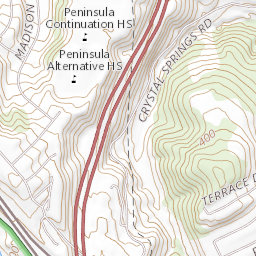 Peninsula
Continuation HS
MADISON
Peninsula
Alternative HS
CRYSTAL SPRINGS RD
400
TERRACE D